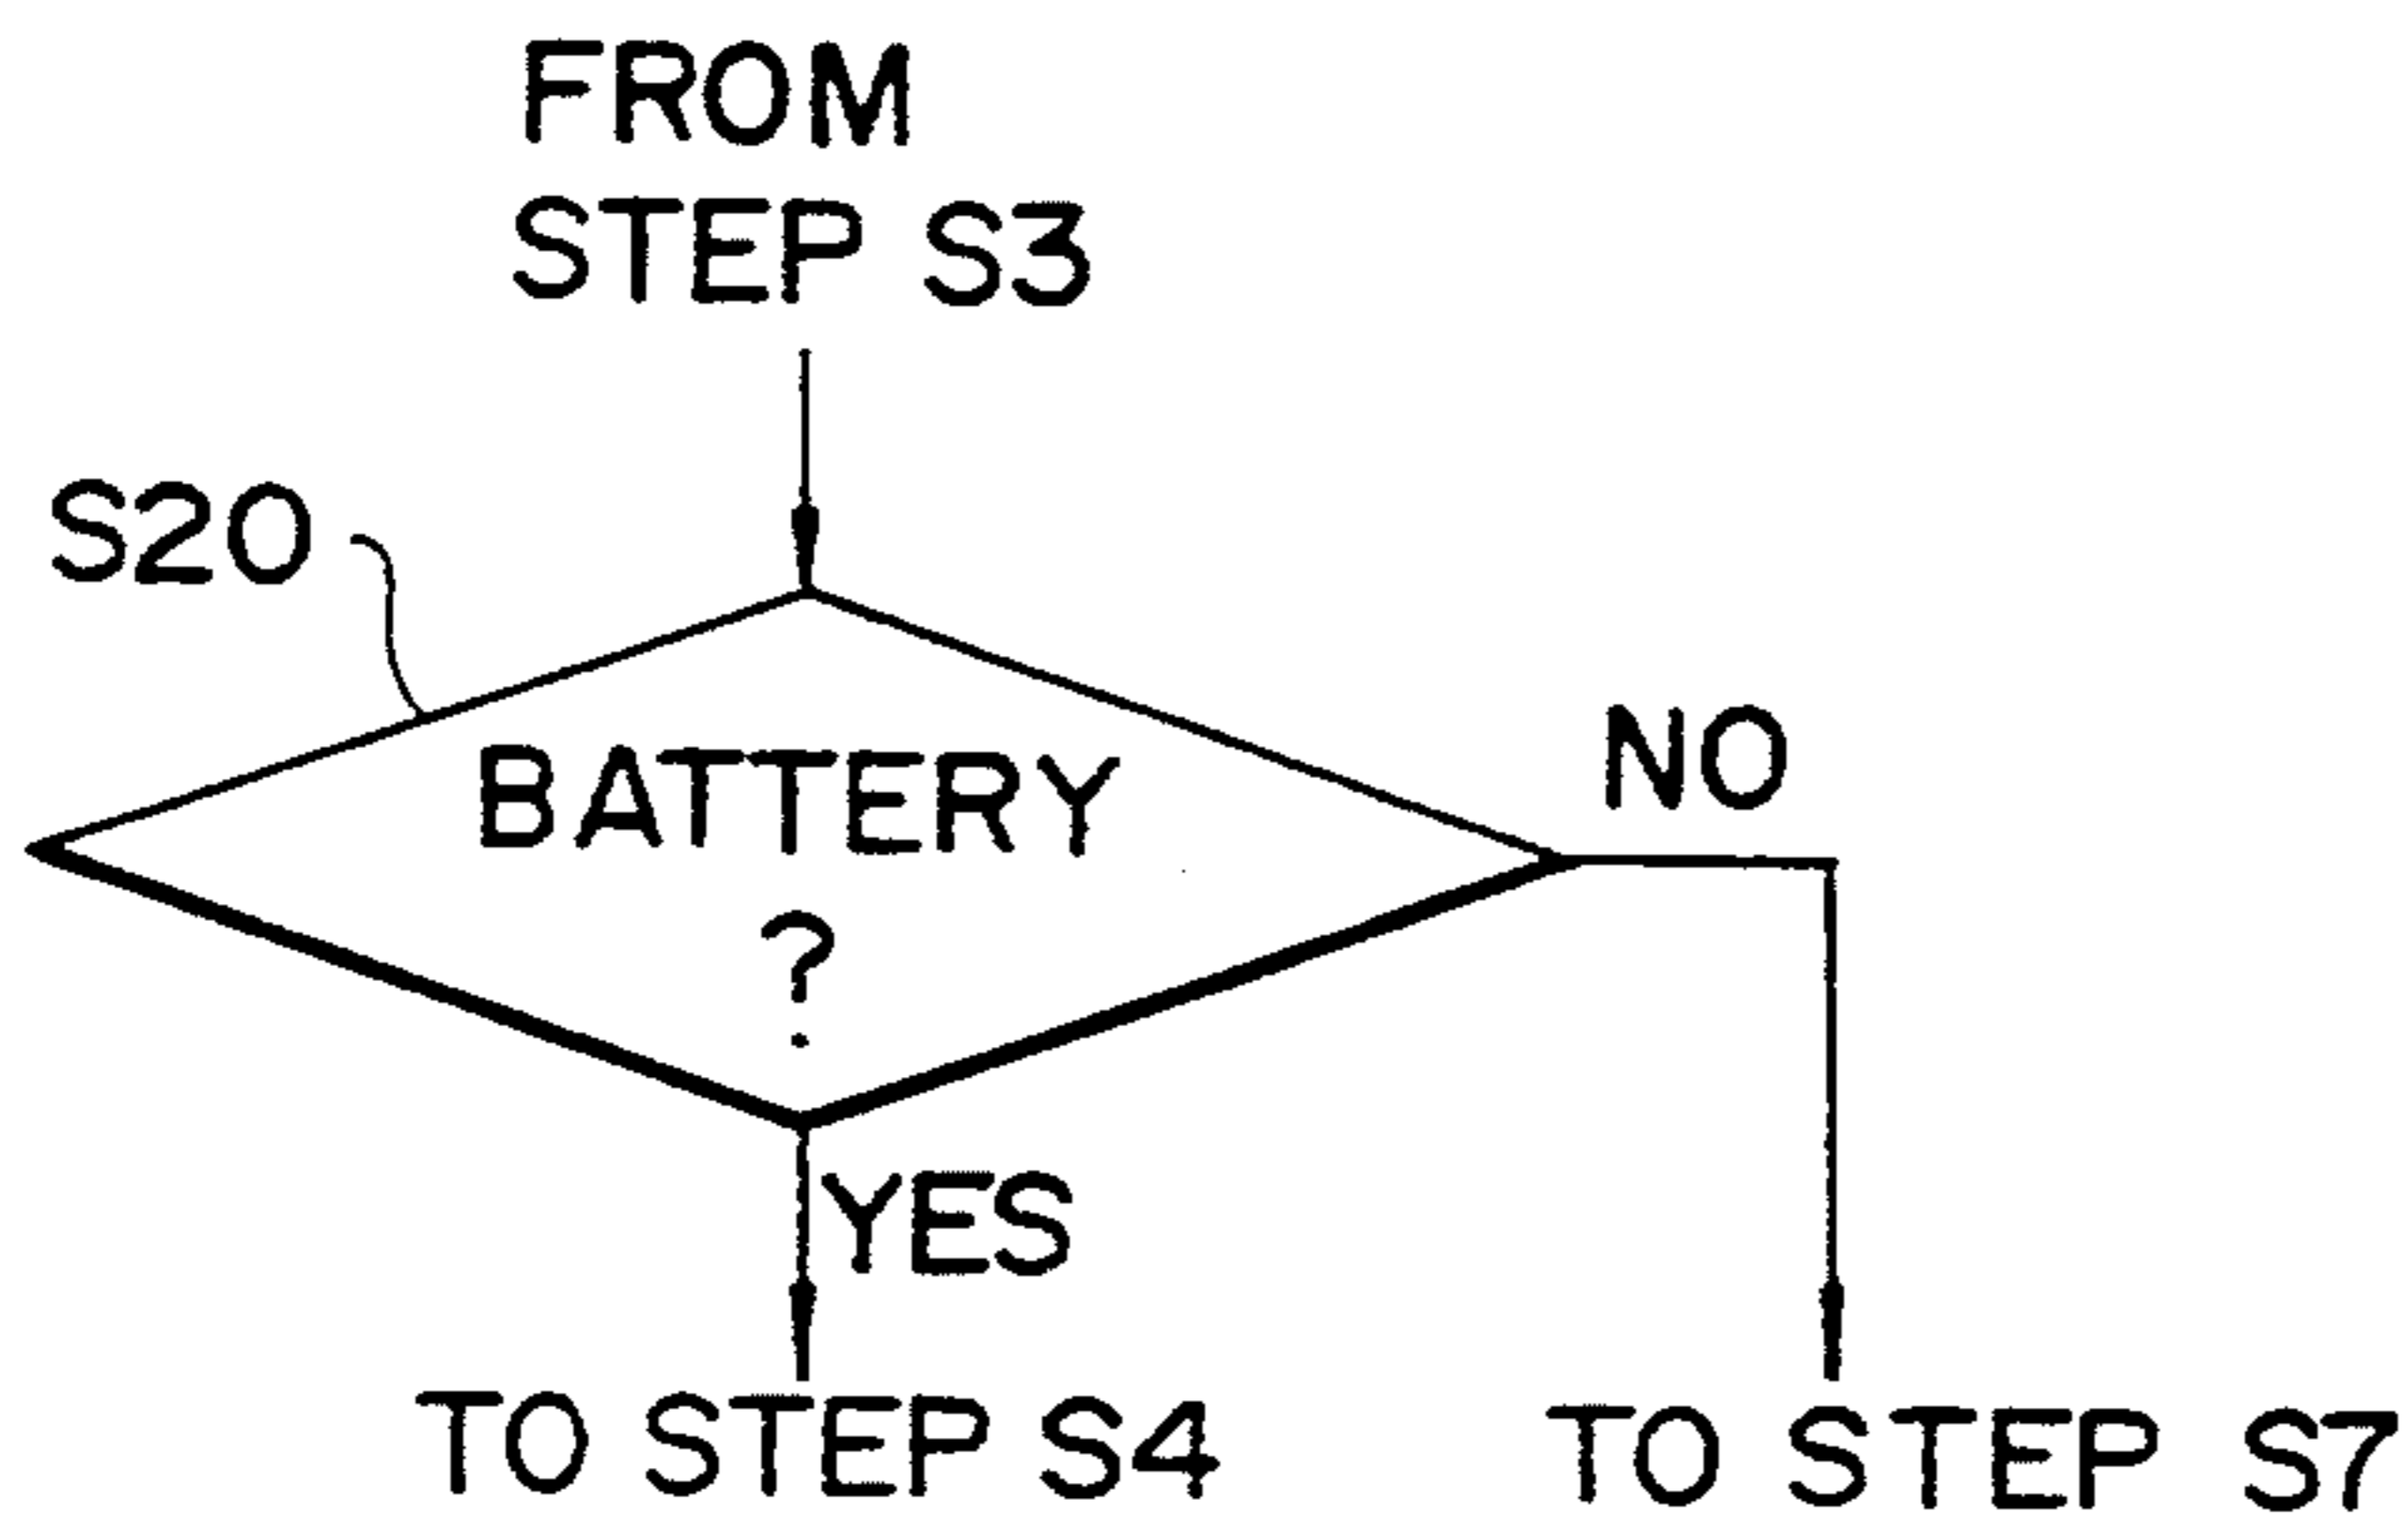 FROM
STEP S3
S20
BATTERY
?
NO
YES
TO STEP S4
TO STEP S7